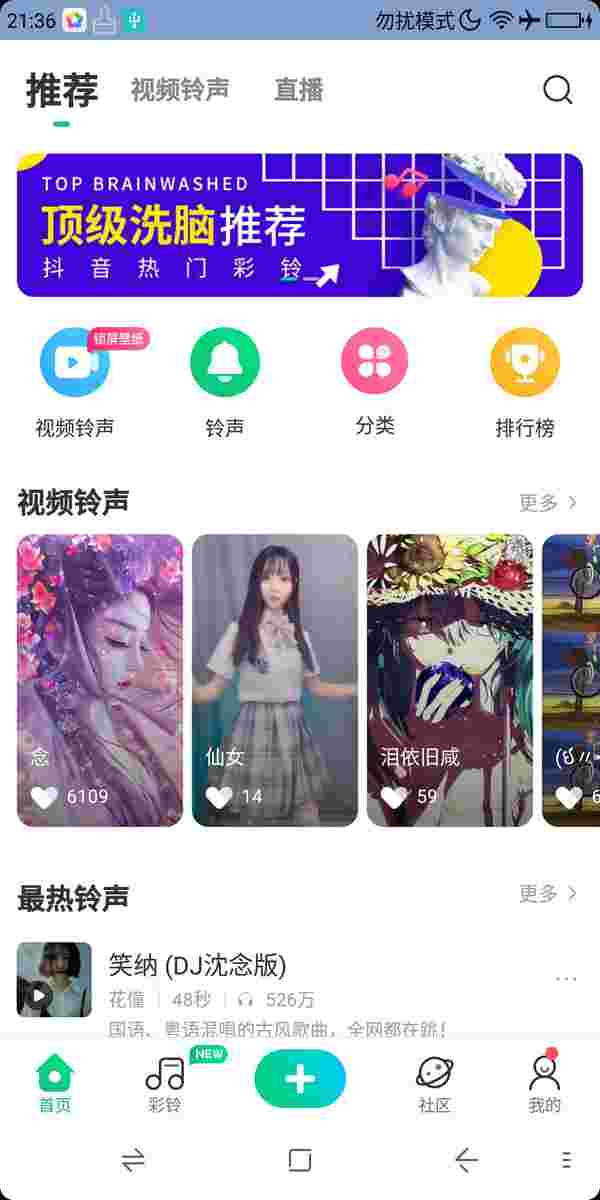 21:36 勿扰模式
推荐 视频铃声 直播
TOP BRAINWASHED
顶级洗脑推荐
抖音热门彩铃
锁屏壁纸
视频铃声 铃声 分类 排行榜
视频铃声 更多
念 仙女 泪依旧咸
6109 14 59 6
最热铃声 更多
笑纳 (DJ沈念版)
花僮 48秒 526万
国语、粤语混唱的古风歌曲，全网都在跳！
NEW
首页 彩铃 社区 我的